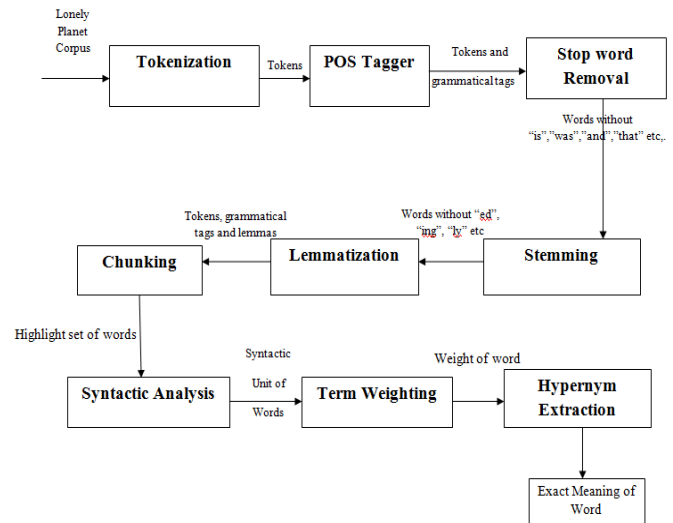 Lonely
Planet
Corpus
Tokenization
Tokens
POS Tagger
Tokens and
grammatical tags
Stop word
Removal
Words without
“is”,”was”,”and”,”that” etc,.
Stemming
Words without “ed”,
“ing”, “ly” etc
Lemmatization
Tokens, grammatical
tags and lemmas
Chunking
Highlight set of words
Syntactic Analysis
Syntactic
Unit of
Words
Term Weighting
Weight of word
Hypernym
Extraction
Exact Meaning of
Word